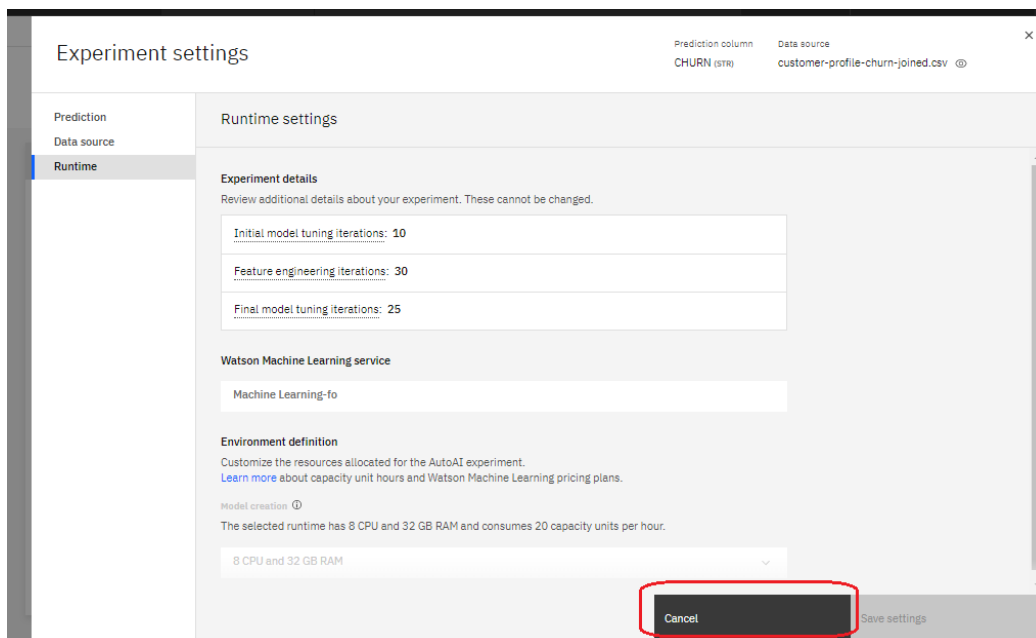 Experiment settings
Prediction column
CHURN (STR)
Data source
customer-profile-churn-joined.csv
Prediction
Data source
Runtime
Runtime settings
Experiment details
Review additional details about your experiment. These cannot be changed.
Initial model tuning iterations: 10
Feature engineering iterations: 30
Final model tuning iterations: 25
Watson Machine Learning service
Machine Learning-fo
Environment definition
Customize the resources allocated for the AutoAI experiment.
Learn more about capacity unit hours and Watson Machine Learning pricing plans.
Model creation
The selected runtime has 8 CPU and 32 GB RAM and consumes 20 capacity units per hour.
8 CPU and 32 GB RAM
Cancel
Save settings